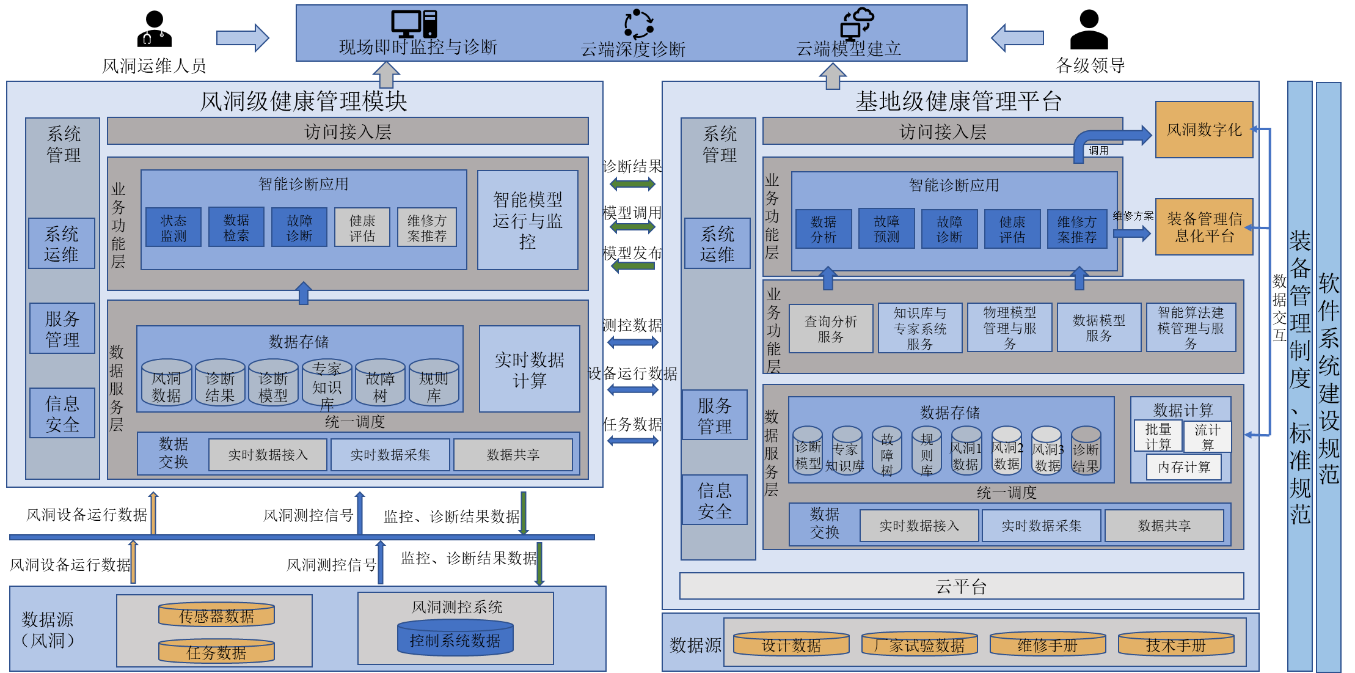 现场即时监控与诊断
云端深度诊断
云端模型建立
风洞运维人员
各级领导
风洞级健康管理模块
系统
管理
系统
运维
服务
管理
信息
安全
访问接入层
业务功能层
智能诊断应用
状态
监测
数据
检索
故障
诊断
健康
评估
维修方
案推荐
智能模型
运行与监
控
数据服务层
数据存储
风洞
数据
诊断
结果
诊断
模型
专家
知识
库
故障
树
规则
库
实时数据
计算
统一调度
数据
交换
实时数据接入
实时数据采集
数据共享
诊断结果
模型调用
模型发布
测控数据
设备运行数据
任务数据
基地级健康管理平台
系统
管理
系统
运维
服务
管理
信息
安全
访问接入层
业务功能层
智能诊断应用
数据
分析
故障
预测
故障
诊断
健康
评估
维修方
案推荐
调用
风洞数字化
维修方案
装备管理信
息化平台
数据交互
业务功能层
查询分析
服务
知识库与
专家系统
服务
物理模型
管理与服
务
数据模型
服务
智能算法建
模管理与服
务
数据服务层
数据存储
诊断
模型
专家
知识库
故
障
树
规
则
库
风洞1
数据
风洞2
数据
风洞3
数据
诊断
结果
数据计算
批量
计算
流计
算
内存计算
统一调度
数据
交换
实时数据接入
实时数据采集
数据共享
云平台
装备管理制度、标准规范
软件系统建设规范
风洞设备运行数据
风洞测控信号
监控、诊断结果数据
风洞设备运行数据
风洞测控信号
监控、诊断结果数据
数据源
（风洞）
传感器数据
任务数据
风洞测控系统
控制系统数据
数据源
设计数据
厂家试验数据
维修手册
技术手册